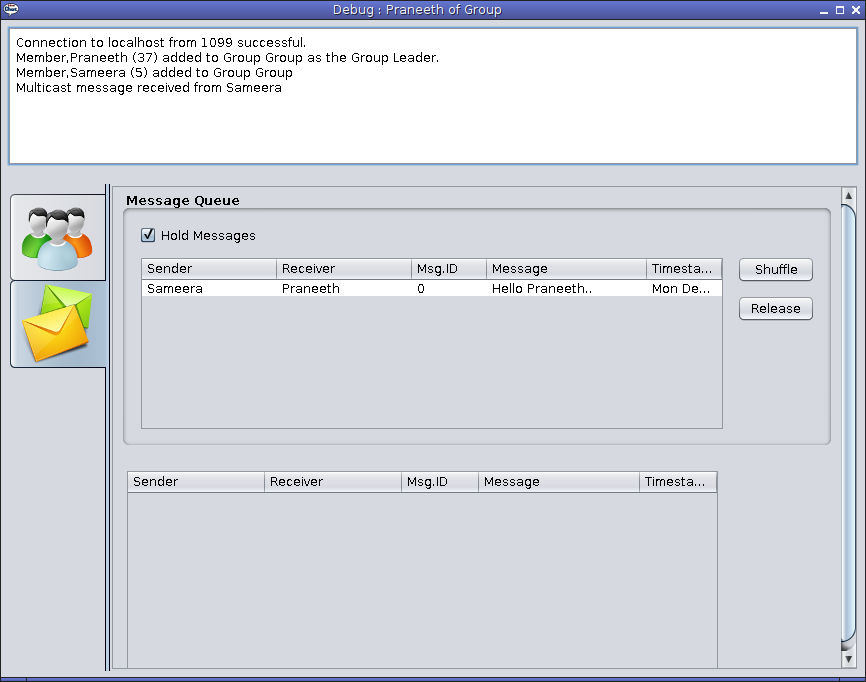 Debug : Praneeth of Group
Connection to localhost from 1099 successful.
Member,Praneeth (37) added to Group Group as the Group Leader.
Member,Sameera (5) added to Group Group
Multicast message received from Sameera
Message Queue
Hold Messages
Sender Receiver Msg.ID Message Timesta...
Sameera Praneeth 0 Hello Praneeth.. Mon De...
Shuffle
Release
Sender Receiver Msg.ID Message Timesta...